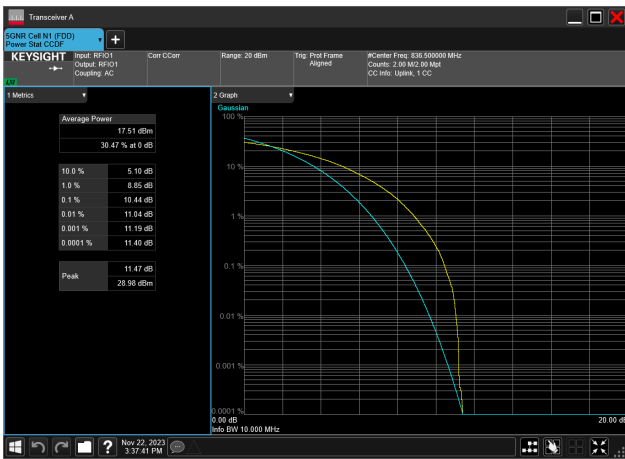 Transceiver A
5GNR Cell N1 (FDD)
Power Stat CCDF
KEYSIGHT
Input: RFIO1
Output: RFIO1
Coupling: AC
Corr CCorr
Range: 20 dBm
Trig: Prot Frame
Aligned
#Center Freq: 836.500000 MHz
Counts: 2.00 M/2.00 Mpt
CC Info: Uplink, 1 CC
1 Metrics
Average Power
17.51 dBm
30.47 % at 0 dB
10.0 % 5.10 dB
1.0 % 8.85 dB
0.1 % 10.44 dB
0.01 % 11.04 dB
0.001 % 11.19 dB
0.0001 % 11.40 dB
Peak
11.47 dB
28.98 dBm
2 Graph
Gaussian
100 %
10 %
1 %
0.1 %
0.01 %
0.001 %
0.0001 %
0.00 dB
20.00 dB
Info BW 10.000 MHz
Nov 22, 2023
3:37:41 PM